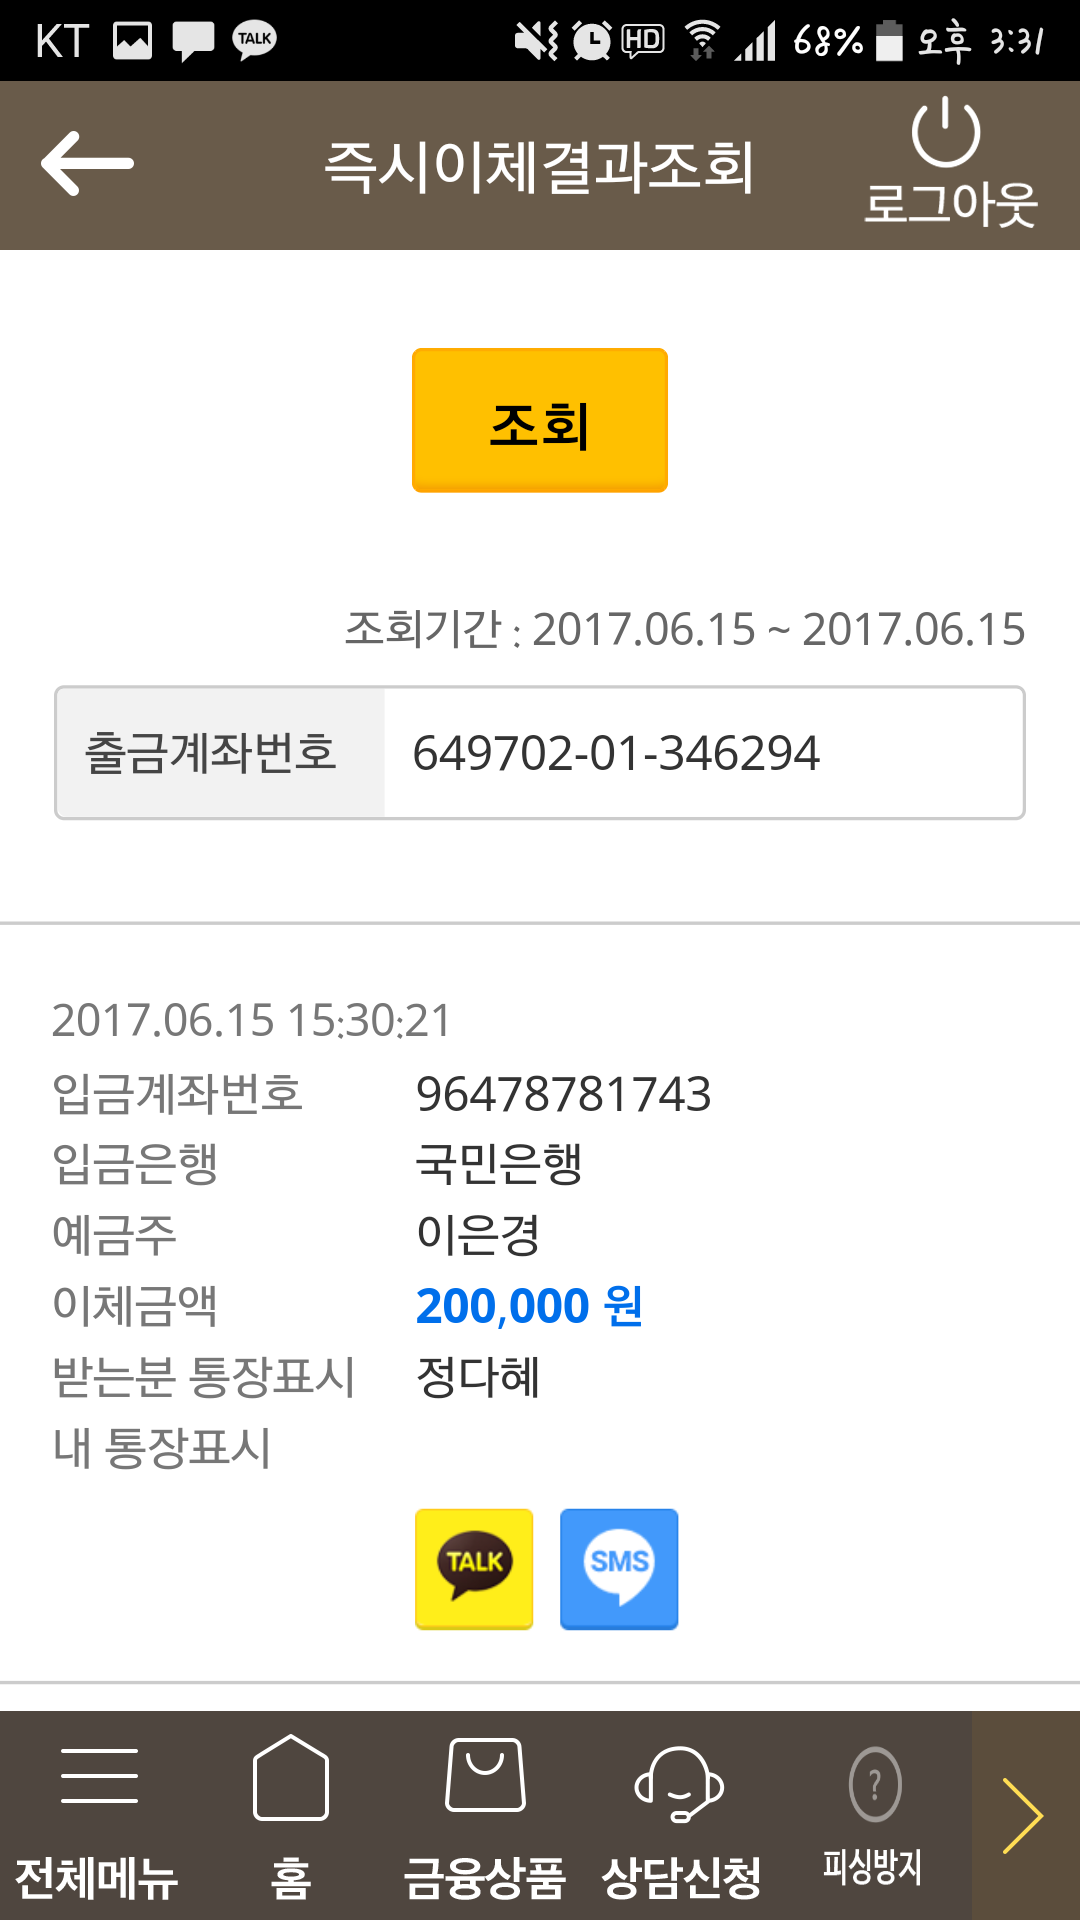 KT TALK HD 68% 오후 3:31
즉시이체결과조회
로그아웃
조회
조회기간 : 2017.06.15 ~ 2017.06.15
출금계좌번호 649702-01-346294
2017.06.15 15:30:21
입금계좌번호 96478781743
입금은행 국민은행
예금주 이은경
이체금액 200,000 원
받는분 통장표시 정다혜
내 통장표시
TALK SMS
?
전체메뉴 홈 금융상품 상담신청 피싱방지